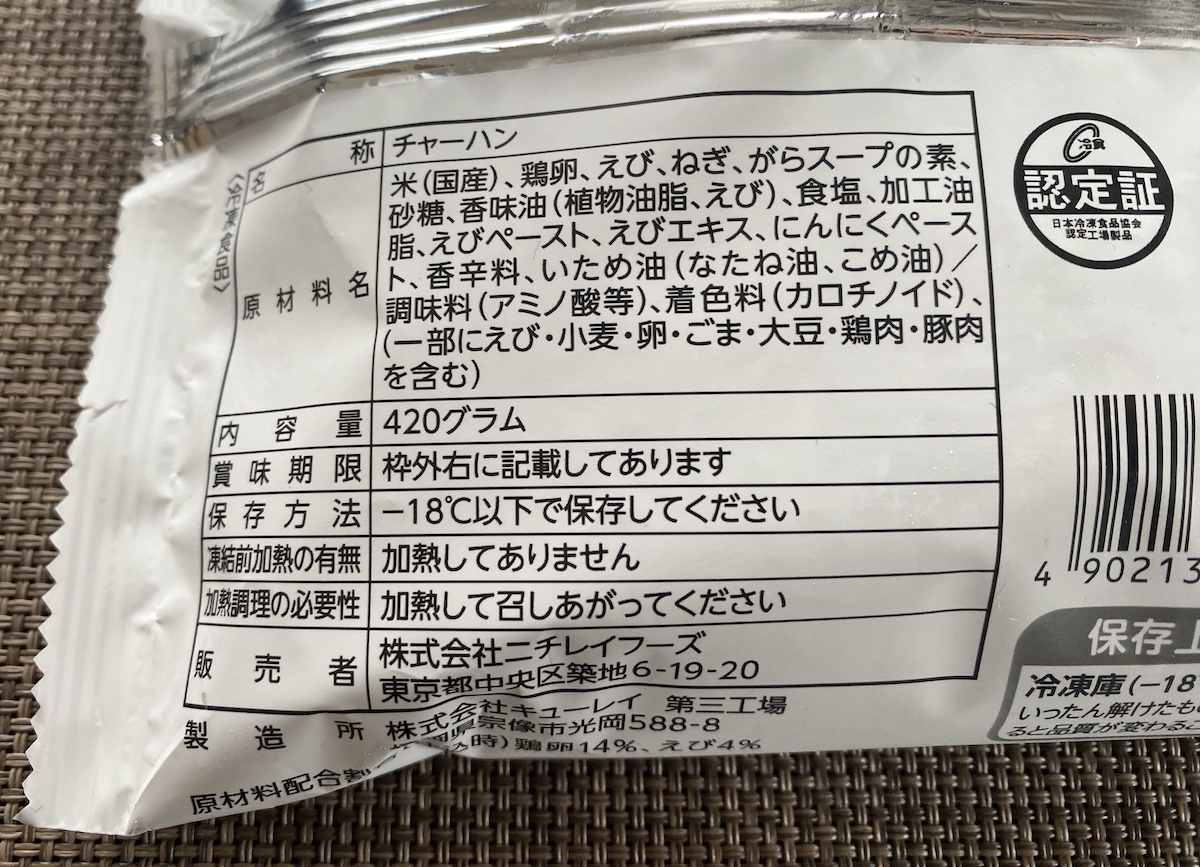 〈冷凍食品〉
名称 チャーハン
原材料名 米(国産)、鶏卵、えび、ねぎ、がらスープの素、
砂糖、香味油(植物油脂、えび)、食塩、加工油
脂、えびペースト、えびエキス、にんにくペース
ト、香辛料、いため油(なたね油、こめ油)/
調味料(アミノ酸等)、着色料(カロチノイド)、
(一部にえび・小麦・卵・ごま・大豆・鶏肉・豚肉
を含む)
内容量 420グラム
賞味期限 枠外右に記載してあります
保存方法 −18℃以下で保存してください
凍結前加熱の有無 加熱してありません
加熱調理の必要性 加熱して召しあがってください
販売者 株式会社ニチレイフーズ
東京都中央区築地6-19-20
製造所 株式会社キューレイ 第三工場
宗像市光岡588-8
原材料配合割 時)鶏卵14%、えび4%
冷食
認定証
日本冷凍食品協会
認定工場製品
4 90213
保存上
冷凍庫(−18
いったん解けたも
ると品質が変わる